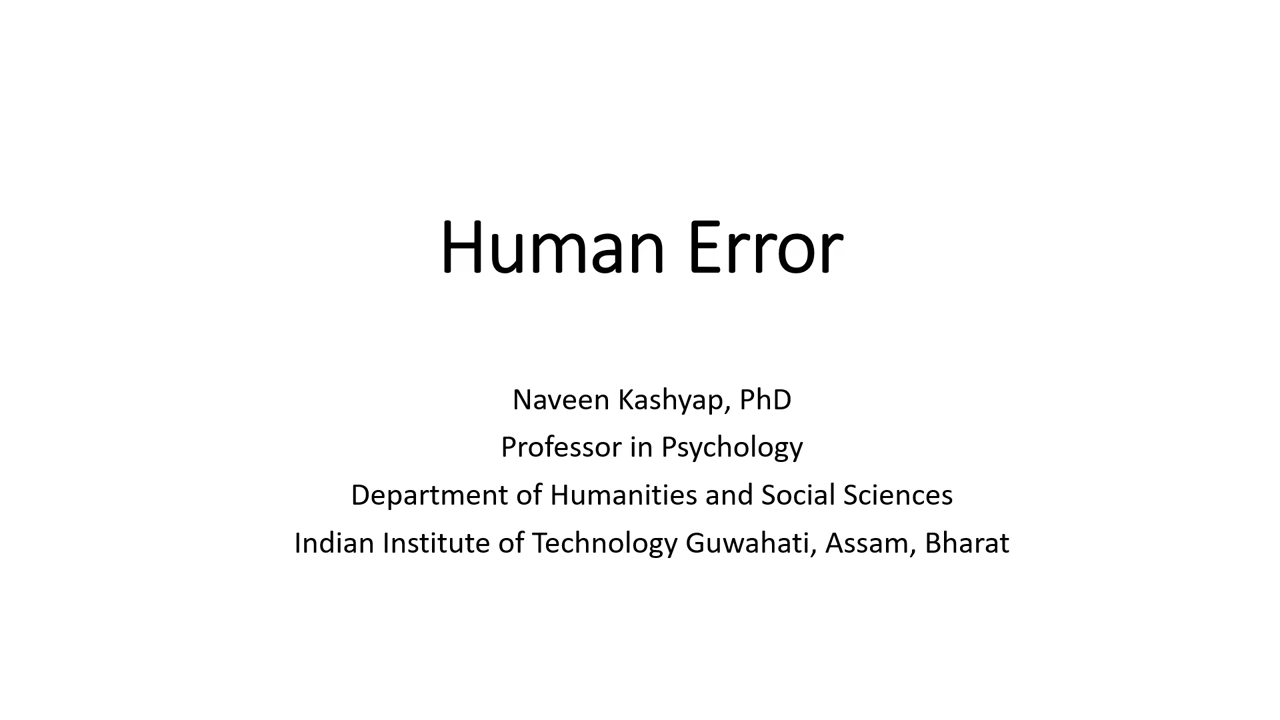 Human Error
Naveen Kashyap, PhD
Professor in Psychology
Department of Humanities and Social Sciences
Indian Institute of Technology Guwahati, Assam, Bharat